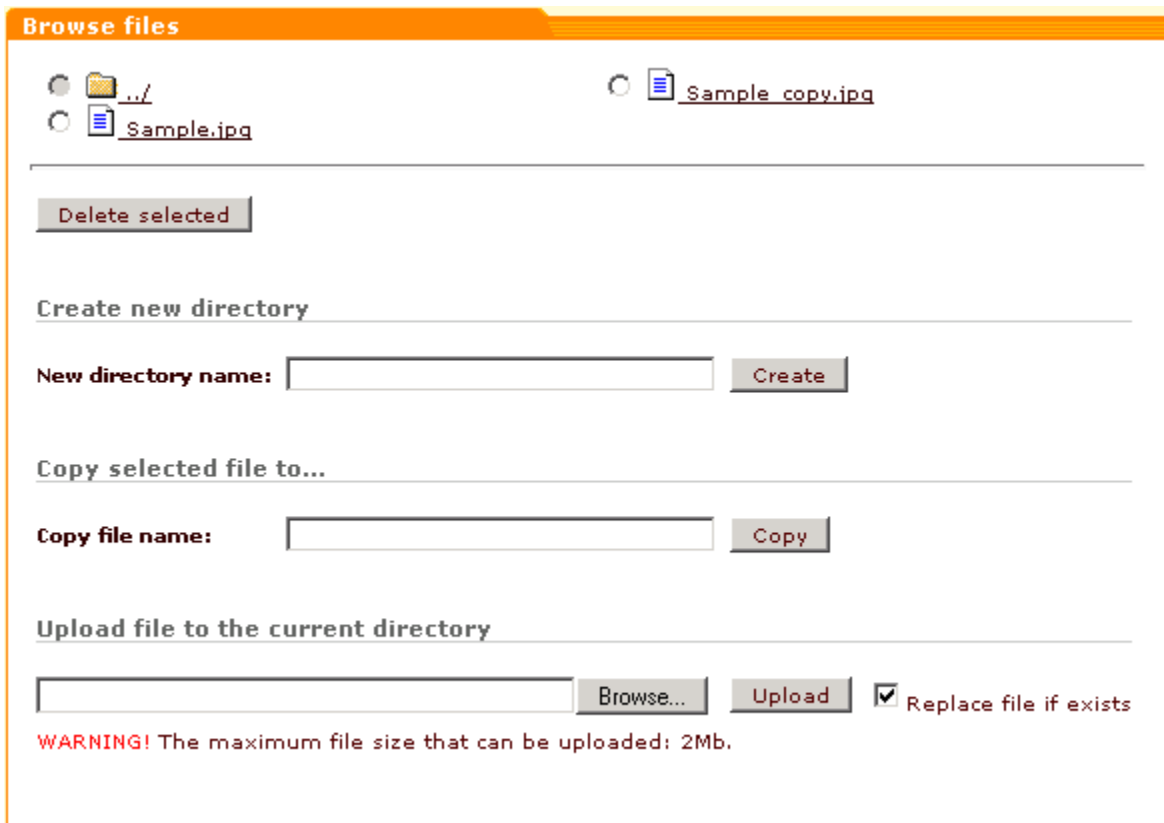 Browse files
../
Sample_copy.jpg
Sample.jpg
Delete selected
Create new directory
New directory name:
Create
Copy selected file to...
Copy file name:
Copy
Upload file to the current directory
Browse...
Upload
Replace file if exists
WARNING! The maximum file size that can be uploaded: 2Mb.